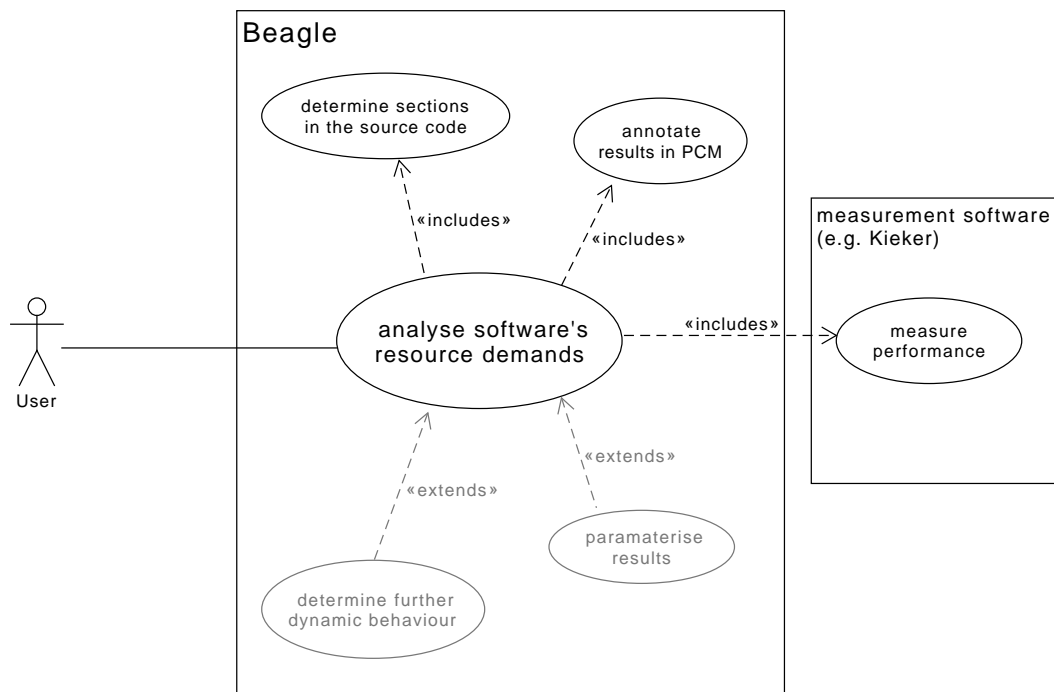 Beagle
determine sections
in the source code
annotate
results in PCM
«includes»
«includes»
measurement software
(e.g. Kieker)
analyse software's
resource demands
«includes»
measure
performance
User
«extends»
«extends»
paramaterise
results
determine further
dynamic behaviour